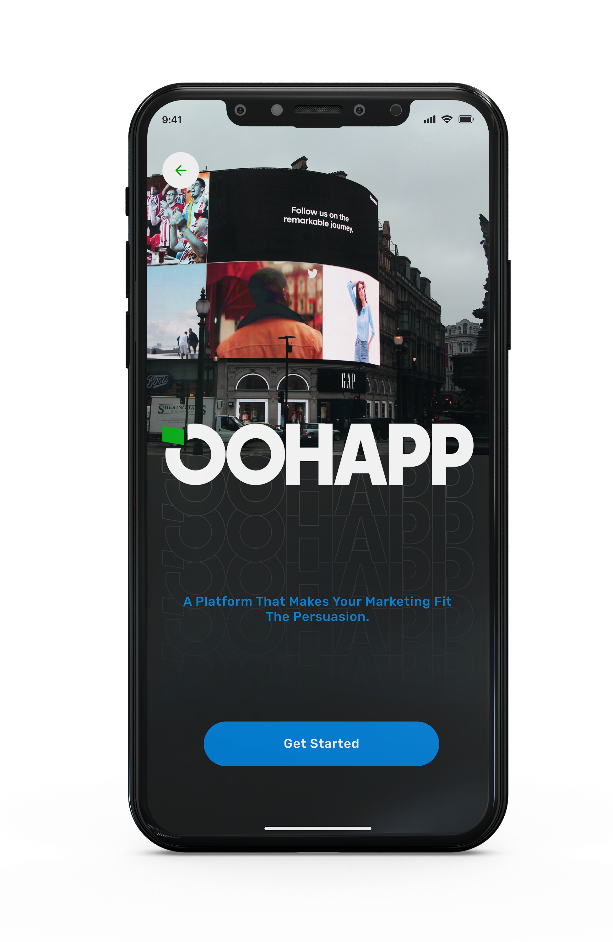 9:41
Follow us on the
remarkable journey.
Boots
GAP
OOHAPP
A Platform That Makes Your Marketing Fit
The Persuasion.
Get Started